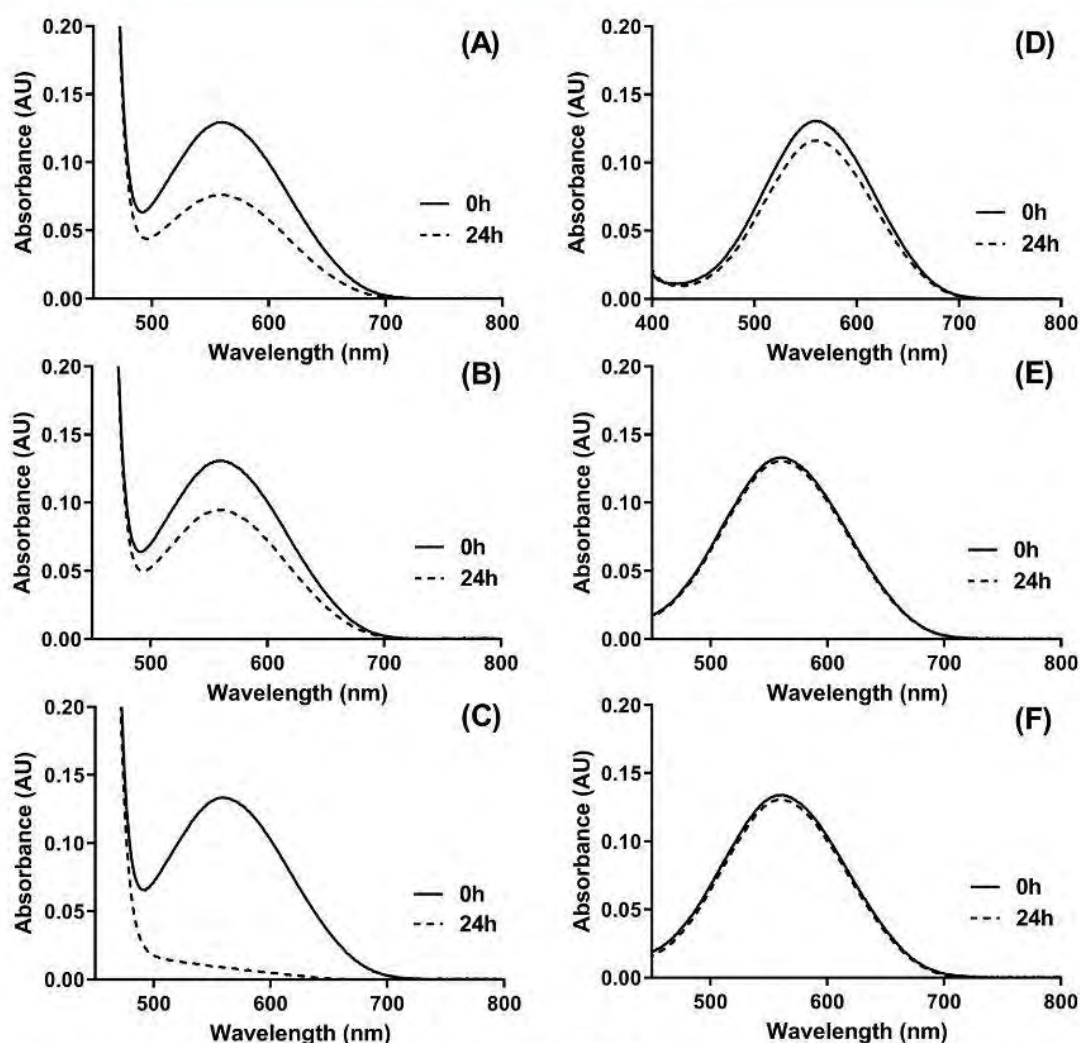 (A)
0.20
0.15
0.10
0.05
0.00
Absorbance (AU)
0h
24h
500 600 700 800
Wavelength (nm)
(D)
0.20
0.15
0.10
0.05
0.00
Absorbance (AU)
0h
24h
400 500 600 700 800
Wavelength (nm)
(B)
0.20
0.15
0.10
0.05
0.00
Absorbance (AU)
0h
24h
500 600 700 800
Wavelength (nm)
(E)
0.20
0.15
0.10
0.05
0.00
Absorbance (AU)
0h
24h
500 600 700 800
Wavelength (nm)
(C)
0.20
0.15
0.10
0.05
0.00
Absorbance (AU)
0h
24h
500 600 700 800
Wavelength (nm)
(F)
0.20
0.15
0.10
0.05
0.00
Absorbance (AU)
0h
24h
500 600 700 800
Wavelength (nm)